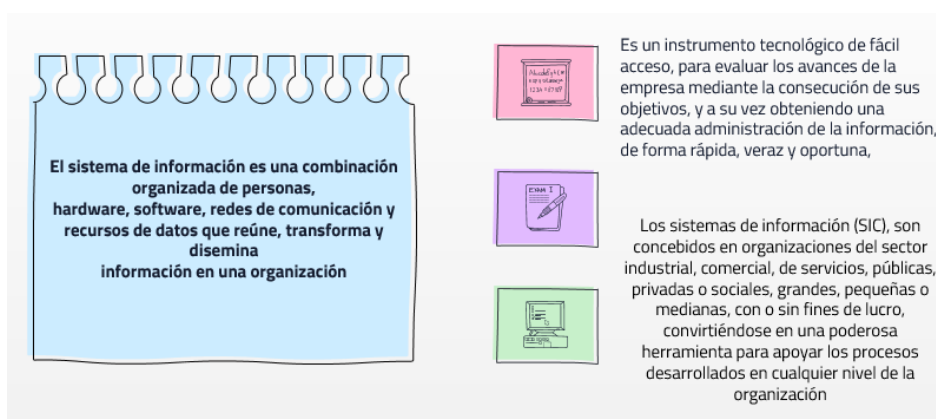 El sistema de información es una combinación
organizada de personas,
hardware, software, redes de comunicación y
recursos de datos que reúne, transforma y
disemina
información en una organización
Es un instrumento tecnológico de fácil
acceso, para evaluar los avances de la
empresa mediante la consecución de sus
objetivos, y a su vez obteniendo una
adecuada administración de la información,
de forma rápida, veraz y oportuna,
EXAM I
Los sistemas de información (SIC), son
concebidos en organizaciones del sector
industrial, comercial, de servicios, públicas,
privadas o sociales, grandes, pequeñas o
medianas, con o sin fines de lucro,
convirtiéndose en una poderosa
herramienta para apoyar los procesos
desarrollados en cualquier nivel de la
organización